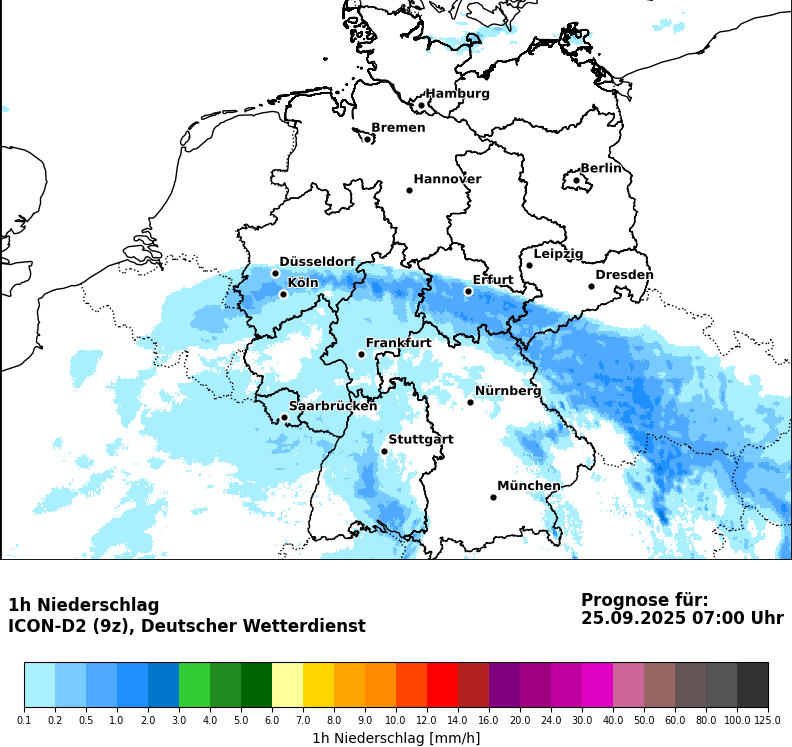 Hamburg
Bremen
Berlin
Hannover
Leipzig
Düsseldorf
Dresden
Erfurt
Köln
Frankfurt
Nürnberg
Saarbrücken
Stuttgart
München
1h Niederschlag
ICON-D2 (9z), Deutscher Wetterdienst
Prognose für:
25.09.2025 07:00 Uhr
0.1 0.2 0.5 1.0 2.0 3.0 4.0 5.0 6.0 7.0 9.0 10.0 12.0 14.0 16.0 20.0 24.0 30.0 40.0 50.0 60.0 80.0 100.0 125.0
1h Niederschlag [mm/h]